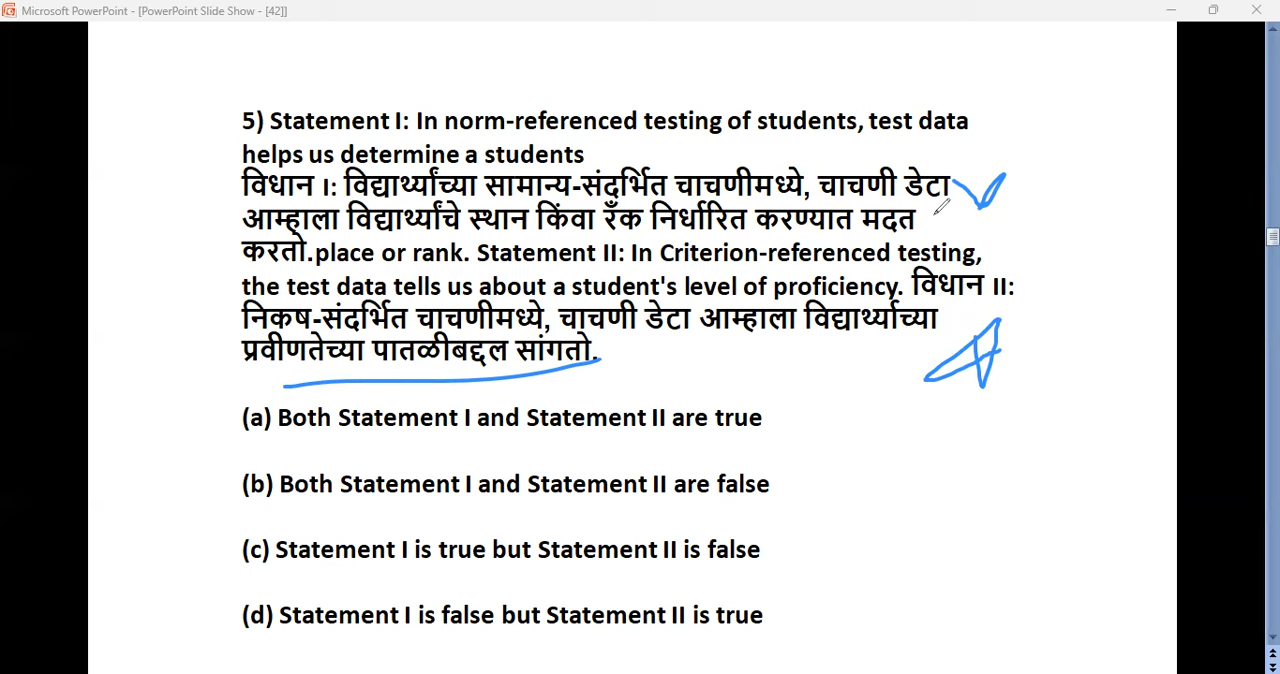 Microsoft PowerPoint - [PowerPoint Slide Show - [42]]
5) Statement I: In norm-referenced testing of students, test data
helps us determine a students
विधान I: विद्यार्थ्यांच्या सामान्य-संदर्भित चाचणीमध्ये, चाचणी डेटा
आम्हाला विद्यार्थ्यांचे स्थान किंवा रँक निर्धारित करण्यात मदत
करतो.place or rank. Statement II: In Criterion-referenced testing,
the test data tells us about a student's level of proficiency. विधान II:
निकष-संदर्भित चाचणीमध्ये, चाचणी डेटा आम्हाला विद्यार्थ्याच्या
प्रवीणतेच्या पातळीबद्दल सांगतो.
(a) Both Statement I and Statement II are true
(b) Both Statement I and Statement II are false
(c) Statement I is true but Statement II is false
(d) Statement I is false but Statement II is true